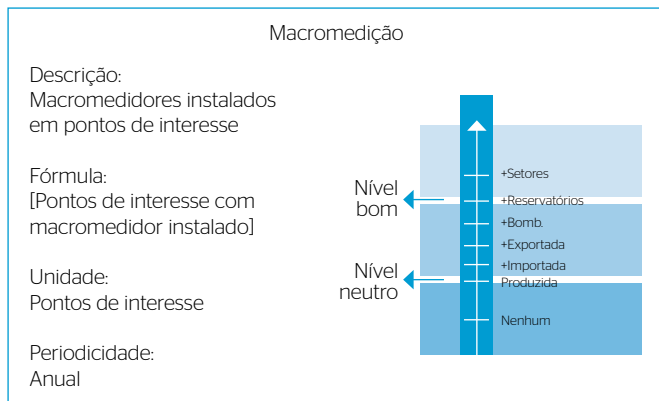 Macromedição
Descrição:
Macromedidores instalados
em pontos de interesse
Fórmula:
[Pontos de interesse com
macromedidor instalado]
Unidade:
Pontos de interesse
Periodicidade:
Anual
Nível
bom
Nível
neutro
+Setores
+Reservatórios
+Bomb.
+Exportada
+Importada
Produzida
Nenhum